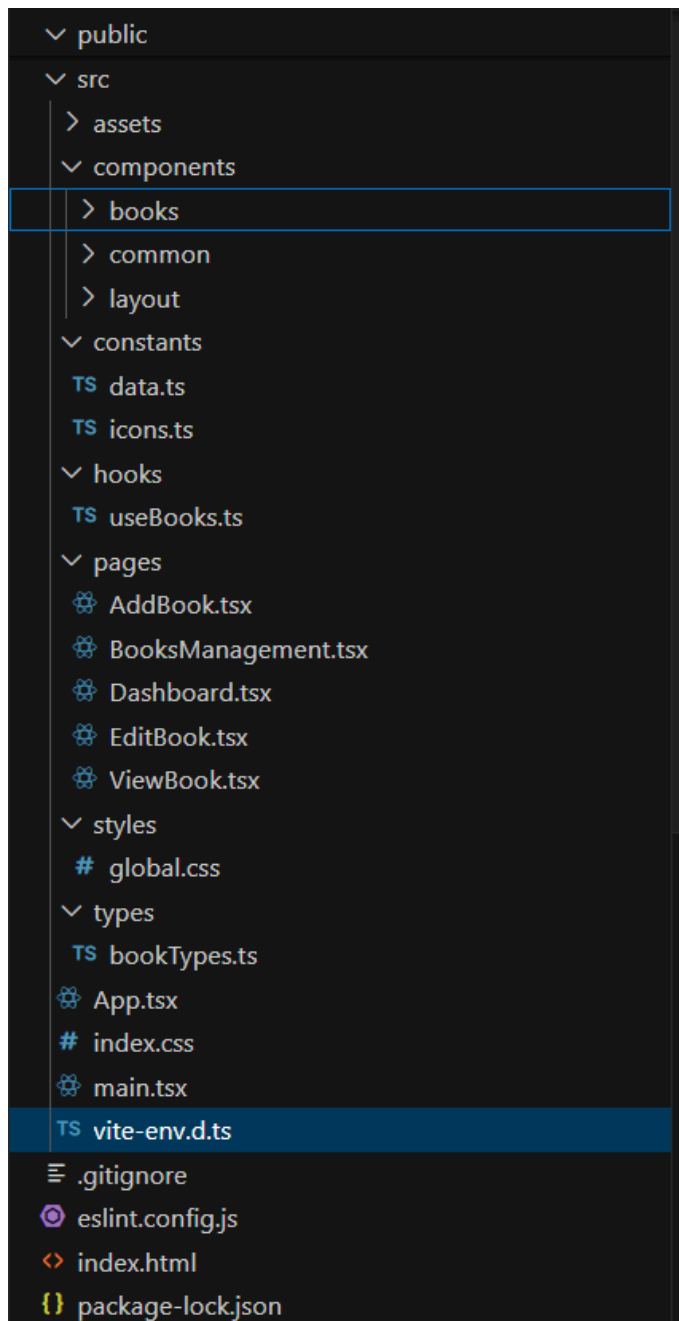 public
src
assets
components
books
common
layout
constants
TS data.ts
TS icons.ts
hooks
TS useBooks.ts
pages
AddBook.tsx
BooksManagement.tsx
Dashboard.tsx
EditBook.tsx
ViewBook.tsx
styles
# global.css
types
TS bookTypes.ts
App.tsx
# index.css
main.tsx
TS vite-env.d.ts
.gitignore
eslint.config.js
<> index.html
{} package-lock.json